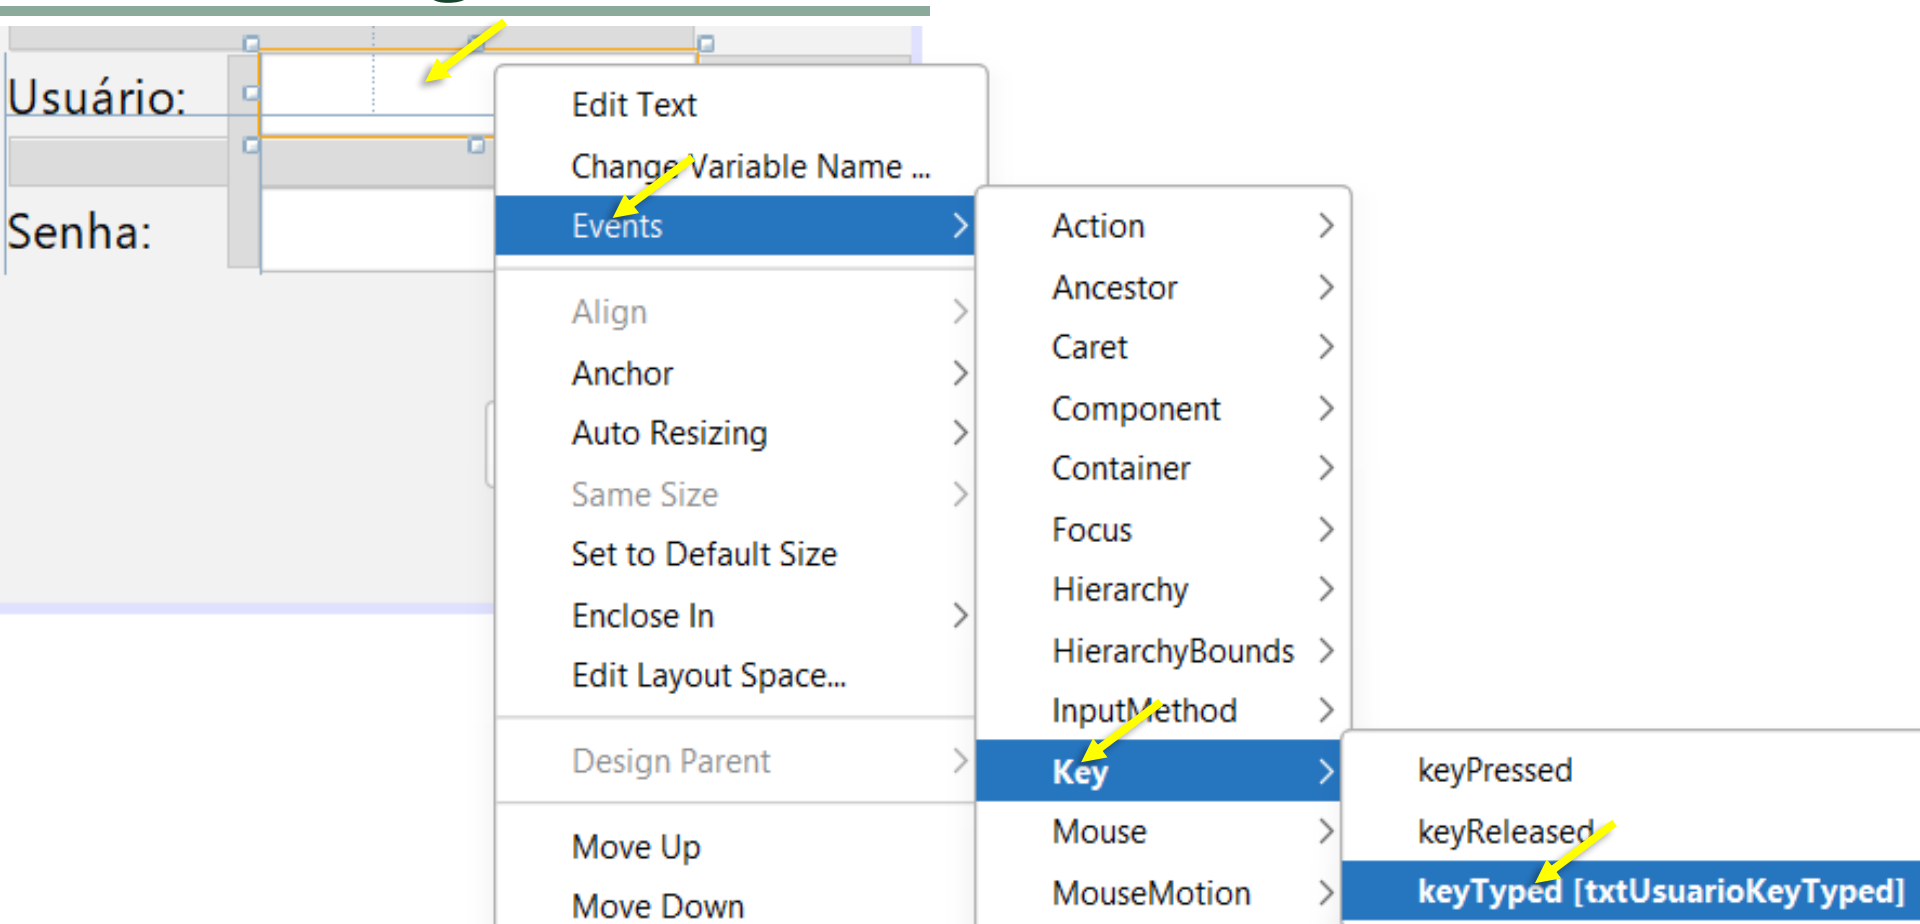 Usuário:
Senha:
Edit Text
Change Variable Name ...
Events
Align
Anchor
Auto Resizing
Same Size
Set to Default Size
Enclose In
Edit Layout Space...
Design Parent
Move Up
Move Down
Action
Ancestor
Caret
Component
Container
Focus
Hierarchy
HierarchyBounds
InputMethod
Key
Mouse
MouseMotion
keyPressed
keyReleased
keyTyped [txtUsuarioKeyTyped]